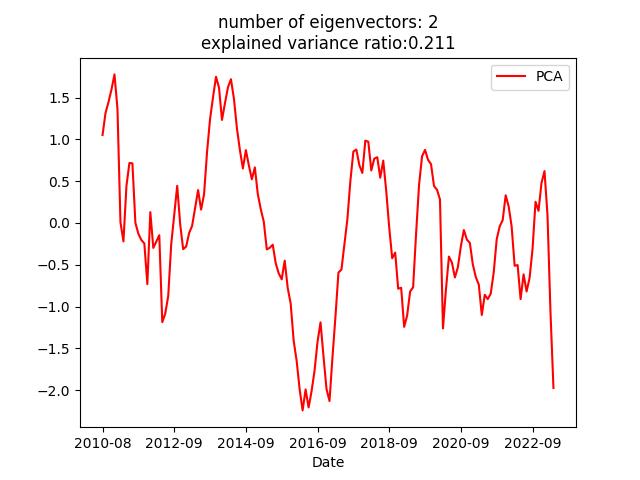 number of eigenvectors: 2
explained variance ratio:0.211
PCA
1.5
1.0
0.5
0.0
−0.5
−1.0
−1.5
−2.0
2010-08 2012-09 2014-09 2016-09 2018-09 2020-09 2022-09
Date